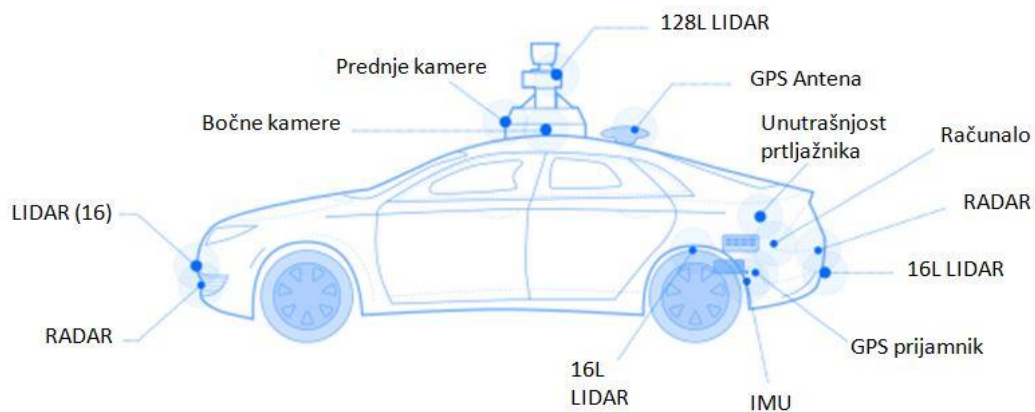 128L LIDAR
Prednje kamere
GPS Antena
Bočne kamere
Unutrašnjost
prtljažnika
Računalo
LIDAR (16)
RADAR
16L LIDAR
RADAR
GPS prijamnik
16L
LIDAR
IMU